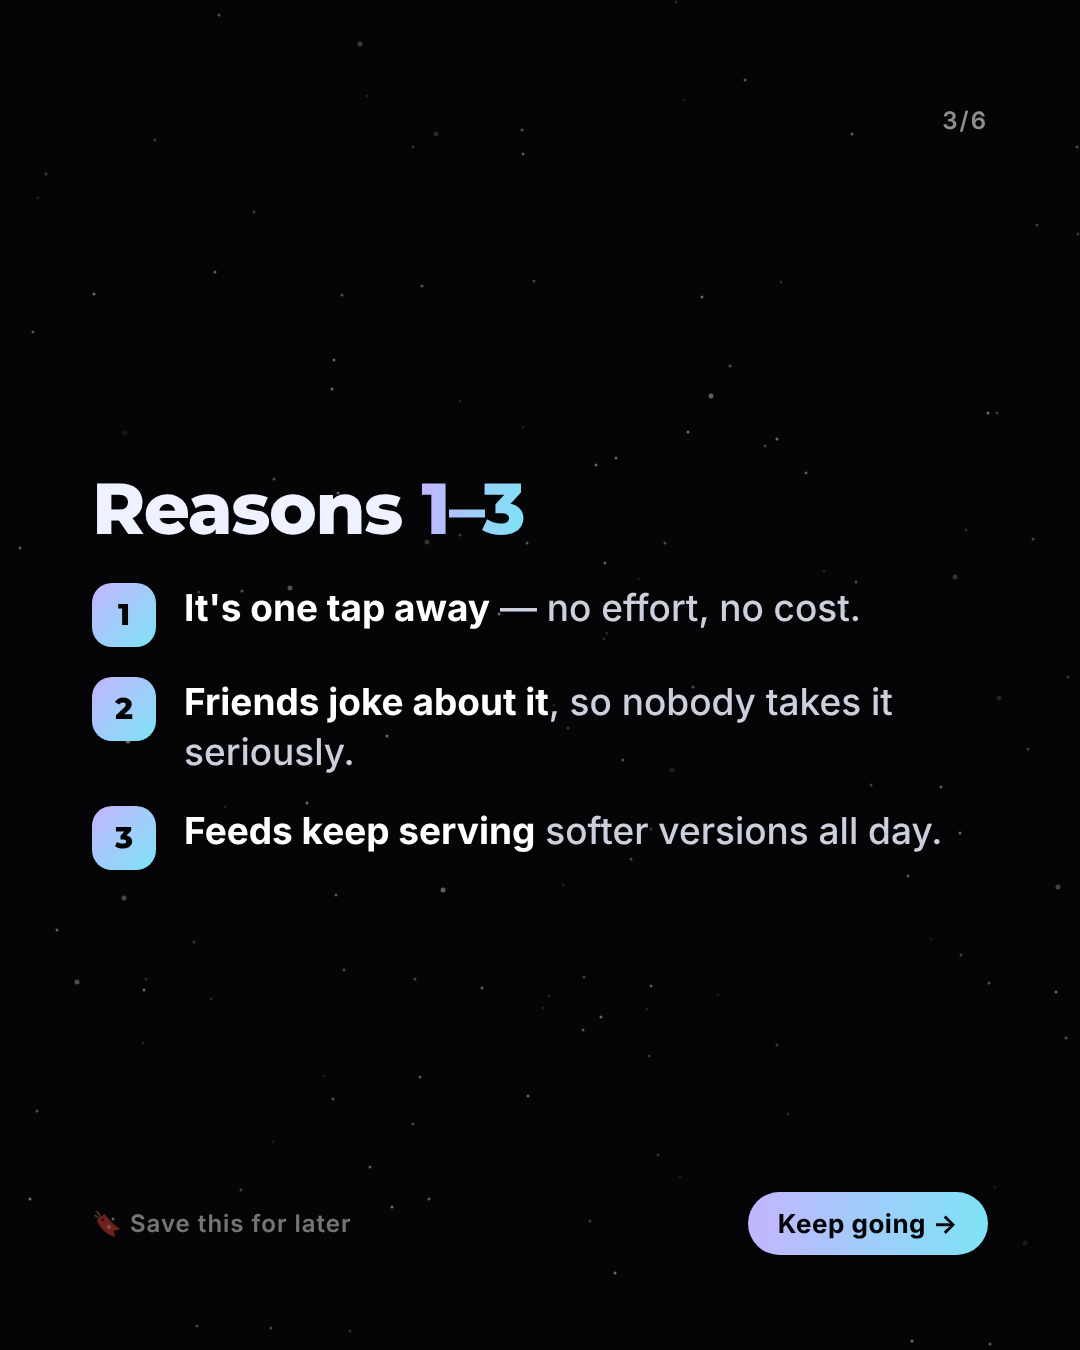 3/6
Reasons 1–3
1 It's one tap away — no effort, no cost.
2 Friends joke about it, so nobody takes it
seriously.
3 Feeds keep serving softer versions all day.
🔖 Save this for later
Keep going →